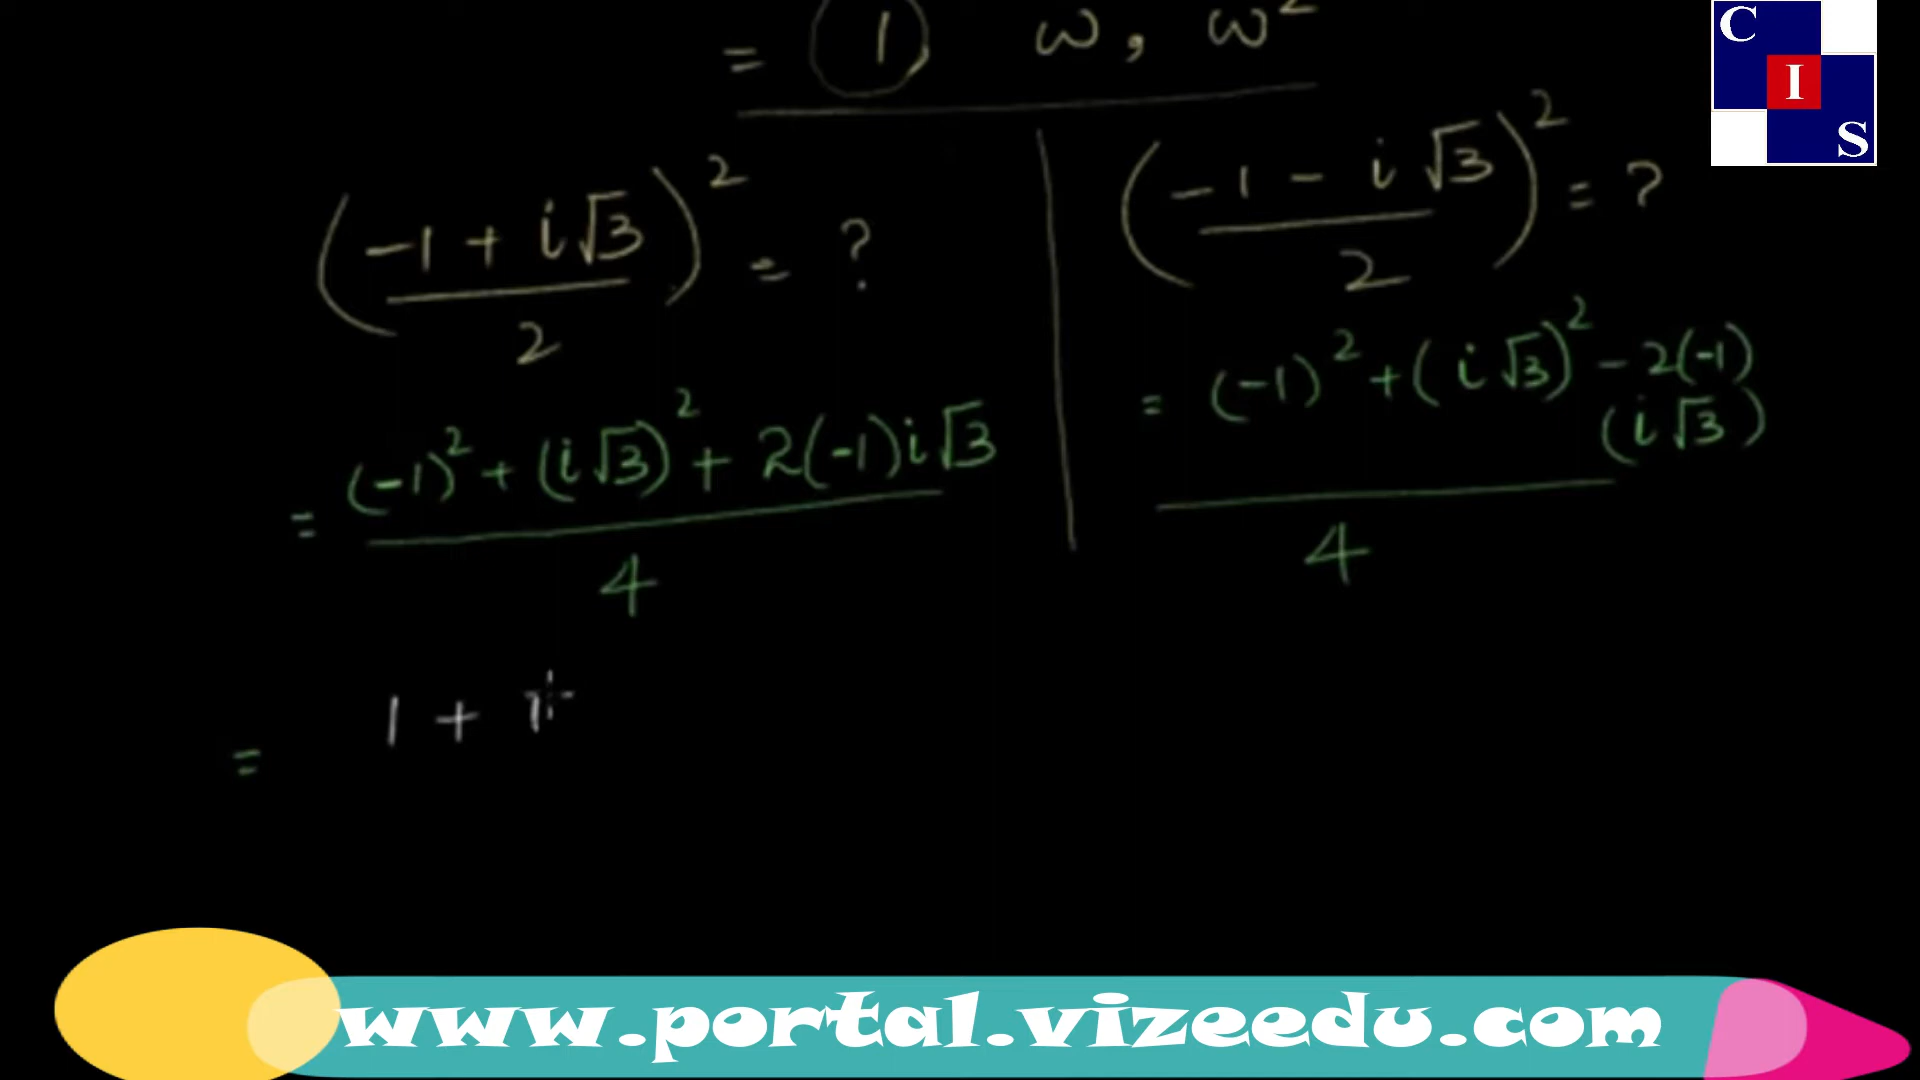 = 1 ω, ω²
((-1 + i√3)/2)² = ?
= ((-1)² + (i√3)² + 2(-1)i√3)/4
= 1 + i
((-1 - i√3)/2)² = ?
= ((-1)² + (i√3)² - 2(-1)
(i√3))/4
C
I
S
www.portal.vizeedu.com